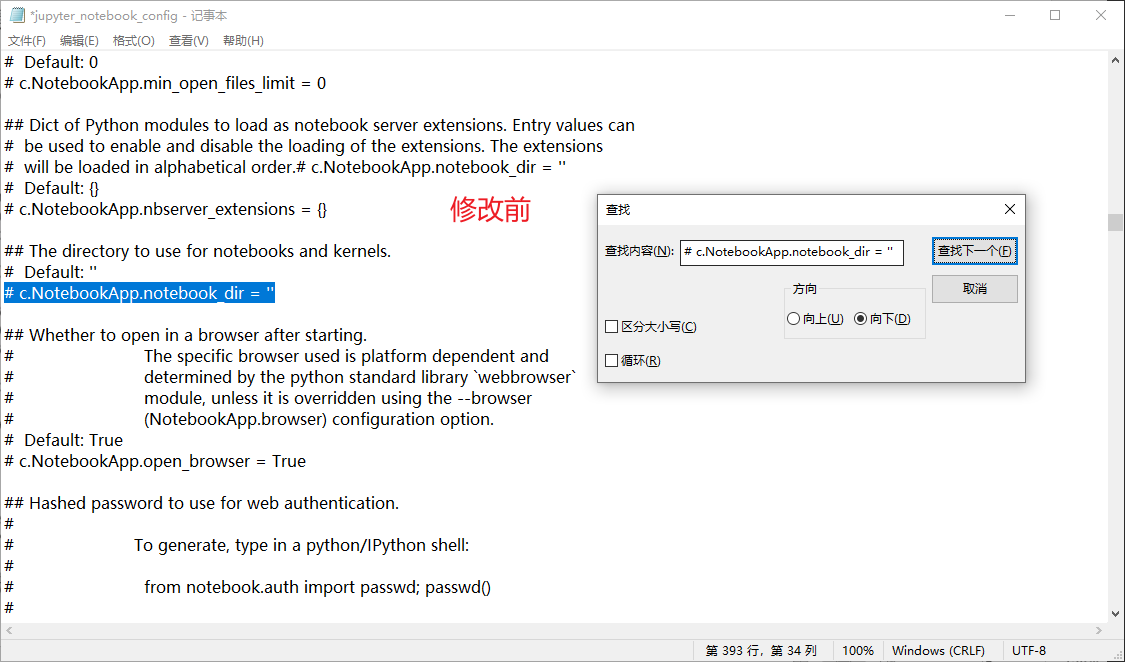 *jupyter_notebook_config - 记事本
文件(F) 编辑(E) 格式(O) 查看(V) 帮助(H)
#  Default: 0
# c.NotebookApp.min_open_files_limit = 0
## Dict of Python modules to load as notebook server extensions. Entry values can
#  be used to enable and disable the loading of the extensions. The extensions
#  will be loaded in alphabetical order.# c.NotebookApp.notebook_dir = ''
#  Default: {}
# c.NotebookApp.nbserver_extensions = {}
修改前
## The directory to use for notebooks and kernels.
#  Default: ''
# c.NotebookApp.notebook_dir = ''
## Whether to open in a browser after starting.
#                          The specific browser used is platform dependent and
#                          determined by the python standard library `webbrowser`
#                          module, unless it is overridden using the --browser
#                          (NotebookApp.browser) configuration option.
#  Default: True
# c.NotebookApp.open_browser = True
## Hashed password to use for web authentication.
#
#                        To generate, type in a python/IPython shell:
#
#                          from notebook.auth import passwd; passwd()
#
查找
查找内容(N): # c.NotebookApp.notebook_dir = '' 查找下一个(F)
方向 取消
区分大小写(C) 向上(U) 向下(D)
循环(R)
第 393 行，第 34 列 100% Windows (CRLF) UTF-8